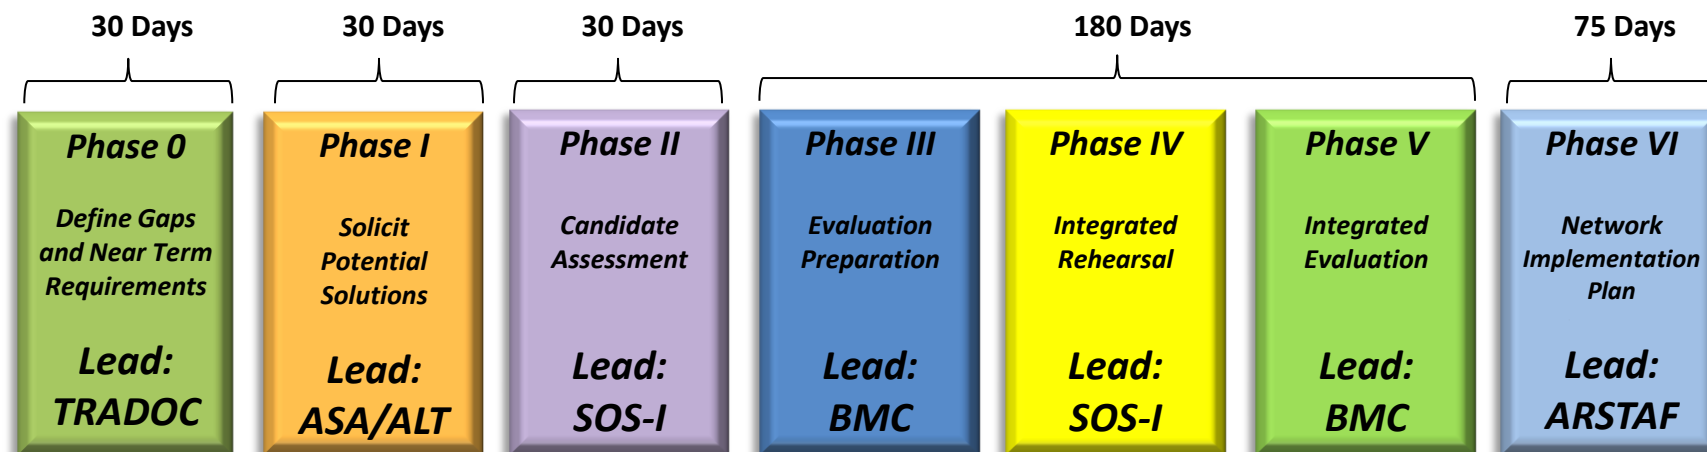 30 Days
30 Days
30 Days
180 Days
75 Days
Phase 0
Define Gaps
and Near Term
Requirements
Lead:
TRADOC
Phase I
Solicit
Potential
Solutions
Lead:
ASA/ALT
Phase II
Candidate
Assessment
Lead:
SOS-I
Phase III
Evaluation
Preparation
Lead:
BMC
Phase IV
Integrated
Rehearsal
Lead:
SOS-I
Phase V
Integrated
Evaluation
Lead:
BMC
Phase VI
Network
Implementation
Plan
Lead:
ARSTAF